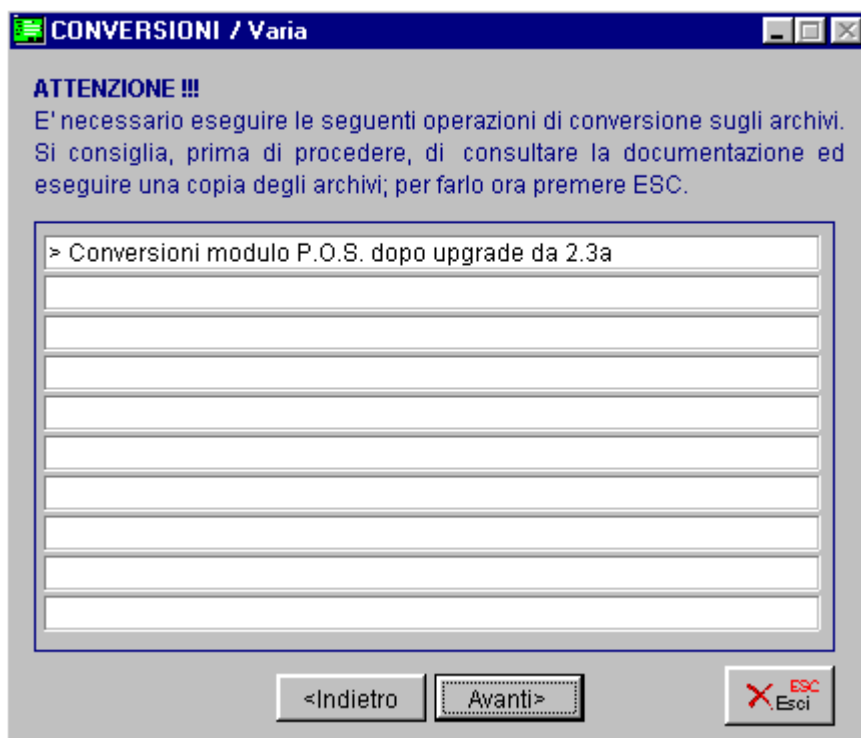 CONVERSIONI / Varia
ATTENZIONE !!!
E' necessario eseguire le seguenti operazioni di conversione sugli archivi.
Si consiglia, prima di procedere, di consultare la documentazione ed
eseguire una copia degli archivi; per farlo ora premere ESC.
> Conversioni modulo P.O.S. dopo upgrade da 2.3a
<Indietro
Avanti>
ESC
Esci